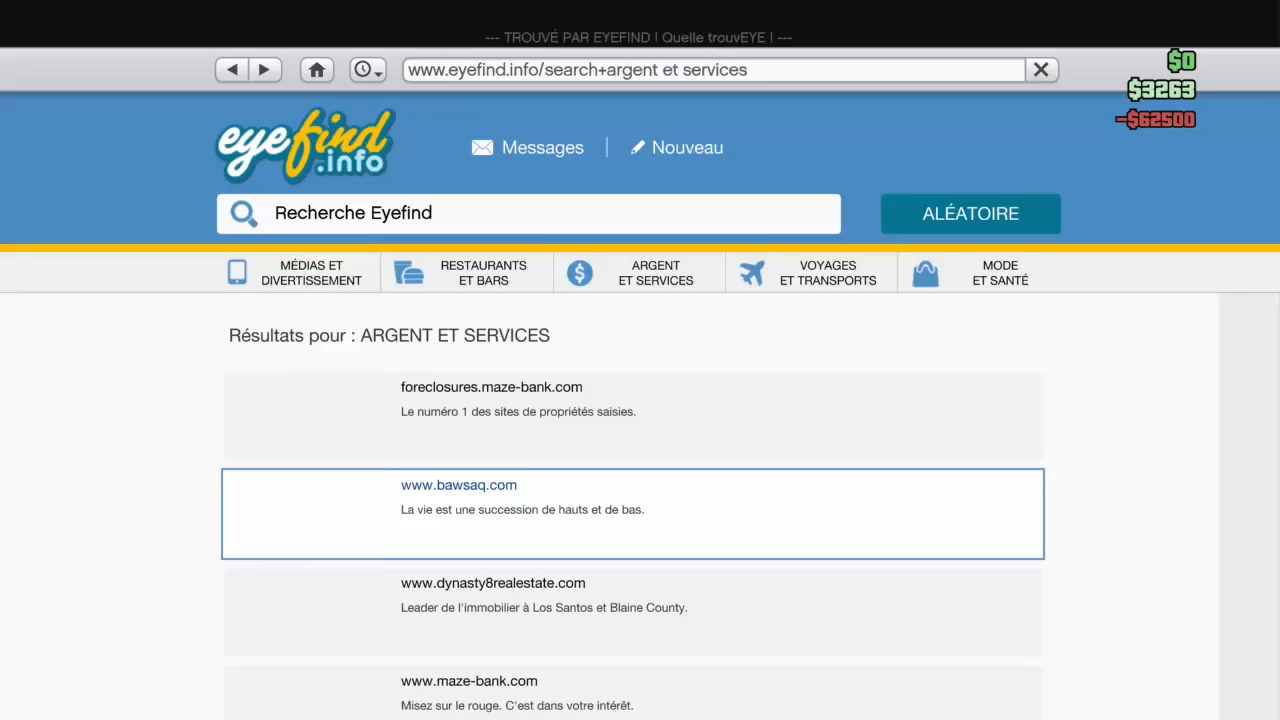 --- TROUVÉ PAR EYEFIND ! Quelle trouvEYE ! ---
www.eyefind.info/search+argent et services
$0
$3263
-$62500
eyefind
.info
Messages
Nouveau
Recherche Eyefind
ALÉATOIRE
MÉDIAS ET
DIVERTISSEMENT
RESTAURANTS
ET BARS
ARGENT
ET SERVICES
VOYAGES
ET TRANSPORTS
MODE
ET SANTÉ
Résultats pour : ARGENT ET SERVICES
foreclosures.maze-bank.com
Le numéro 1 des sites de propriétés saisies.
www.bawsaq.com
La vie est une succession de hauts et de bas.
www.dynasty8realestate.com
Leader de l'immobilier à Los Santos et Blaine County.
www.maze-bank.com
Misez sur le rouge. C'est dans votre intérêt.